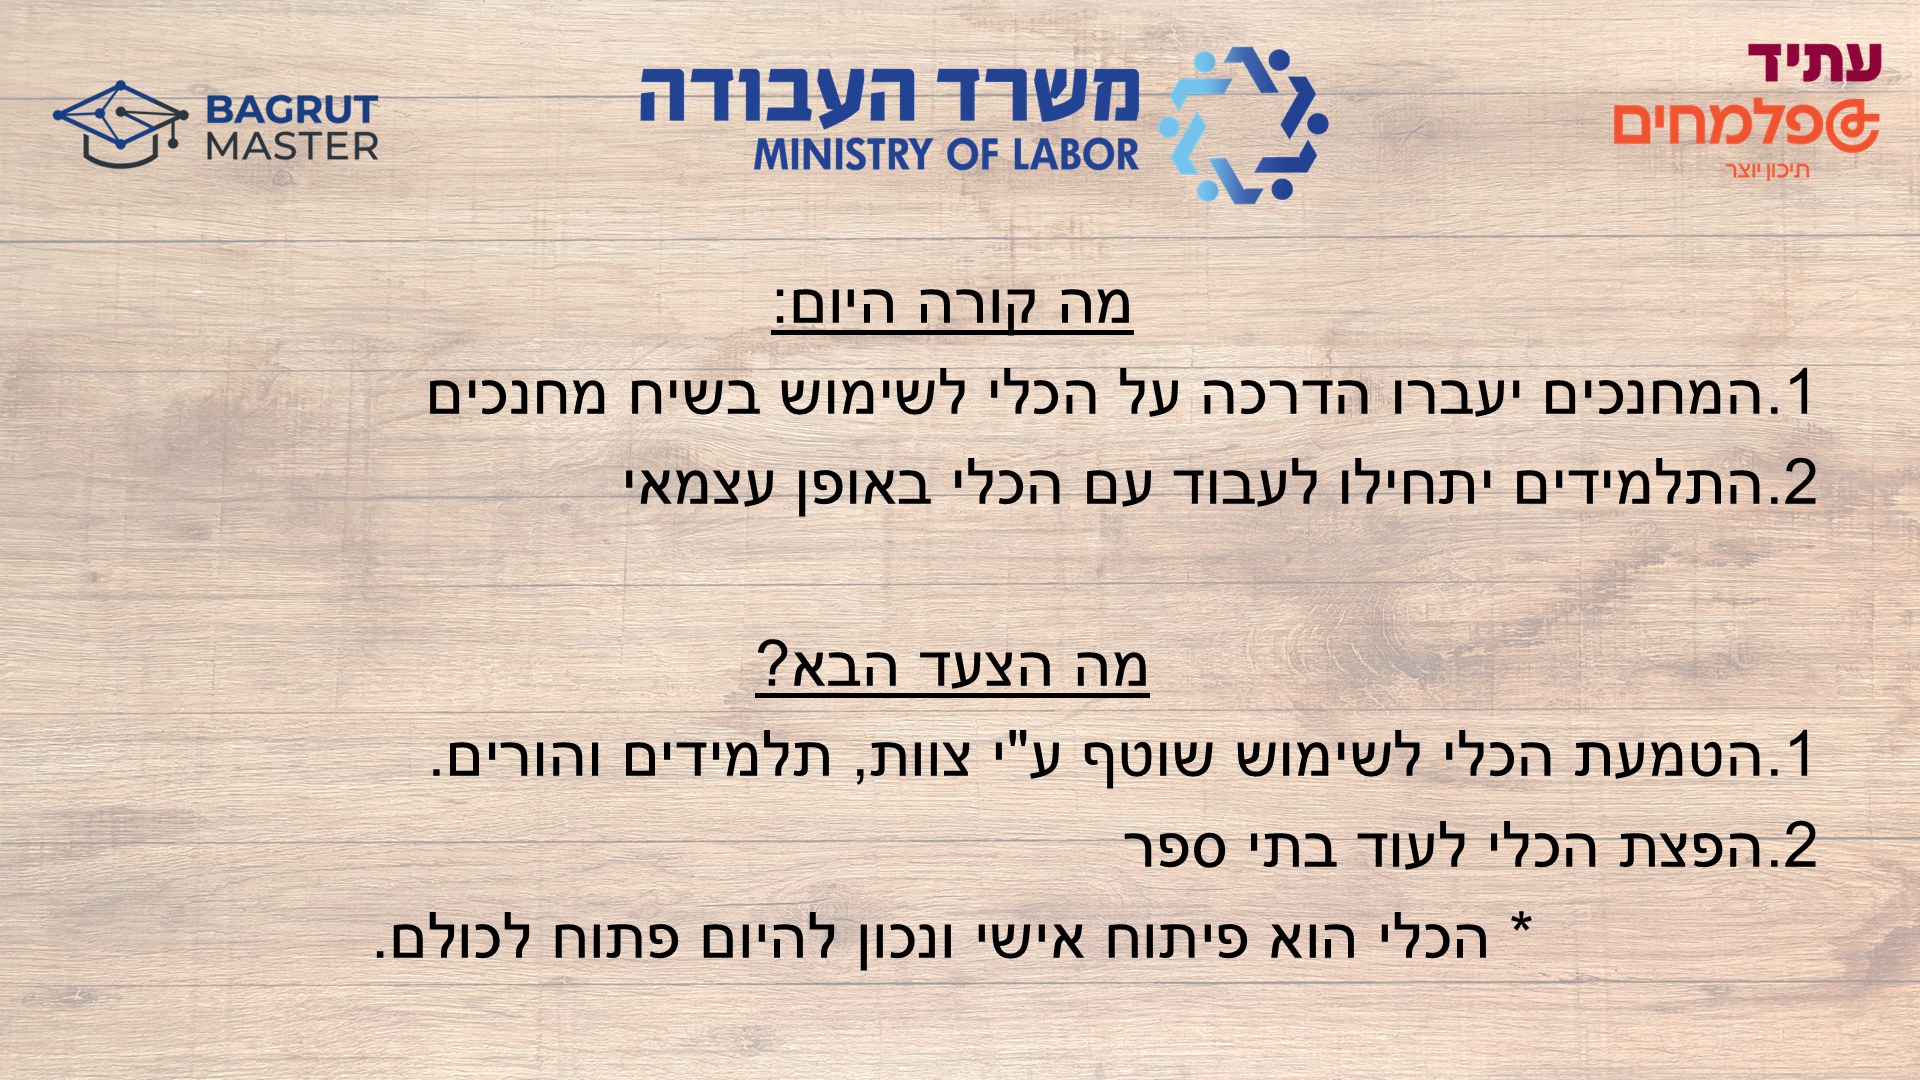 עתיד
פלמחים
תיכון יוצר
משרד העבודה
MINISTRY OF LABOR
BAGRUT
MASTER
מה קורה היום:
1.המחנכים יעברו הדרכה על הכלי לשימוש בשיח מחנכים
2.התלמידים יתחילו לעבוד עם הכלי באופן עצמאי
מה הצעד הבא?
1.הטמעת הכלי לשימוש שוטף ע"י צוות, תלמידים והורים.
2.הפצת הכלי לעוד בתי ספר
* הכלי הוא פיתוח אישי ונכון להיום פתוח לכולם.